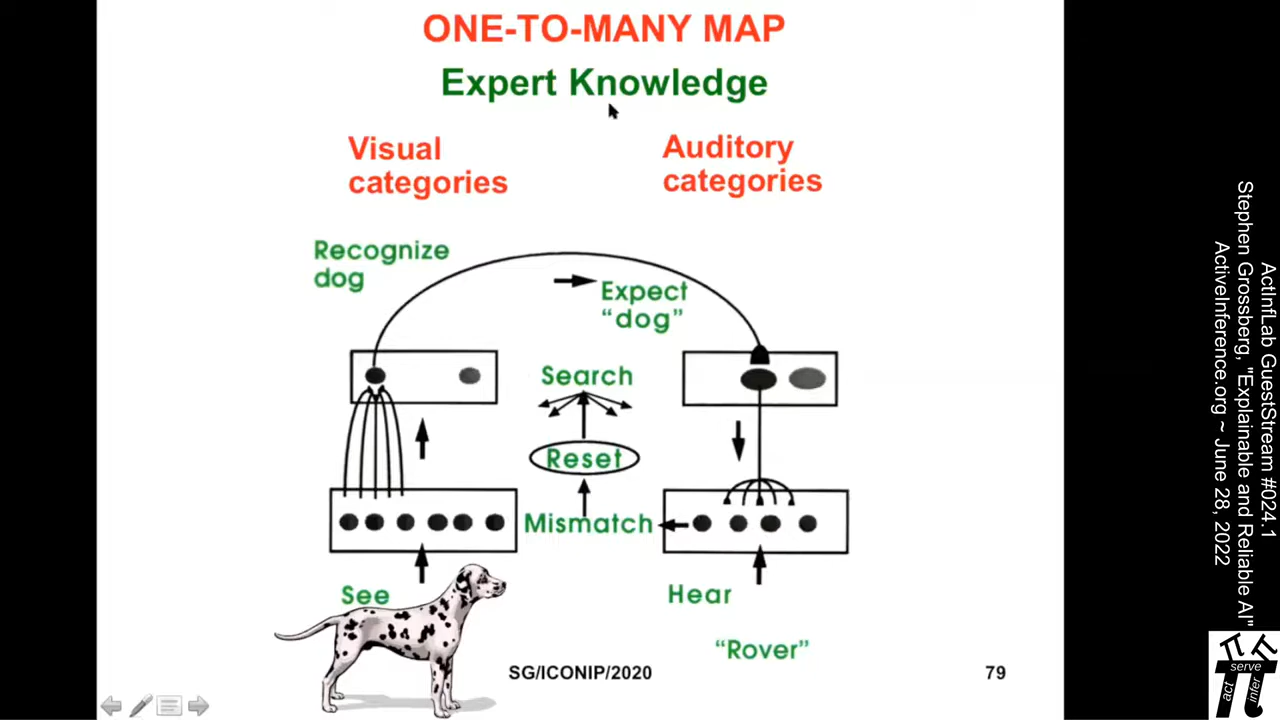 ONE-TO-MANY MAP
Expert Knowledge
Visual
categories
Auditory
categories
Recognize
dog
Expect
“dog”
Search
Reset
Mismatch
See
Hear
“Rover”
SG/ICONIP/2020
79
ActInfLab GuestStream #024.1
Stephen Grossberg, "Explainable and Reliable AI"
ActiveInference.org ~ June 28, 2022
serve
act
infer